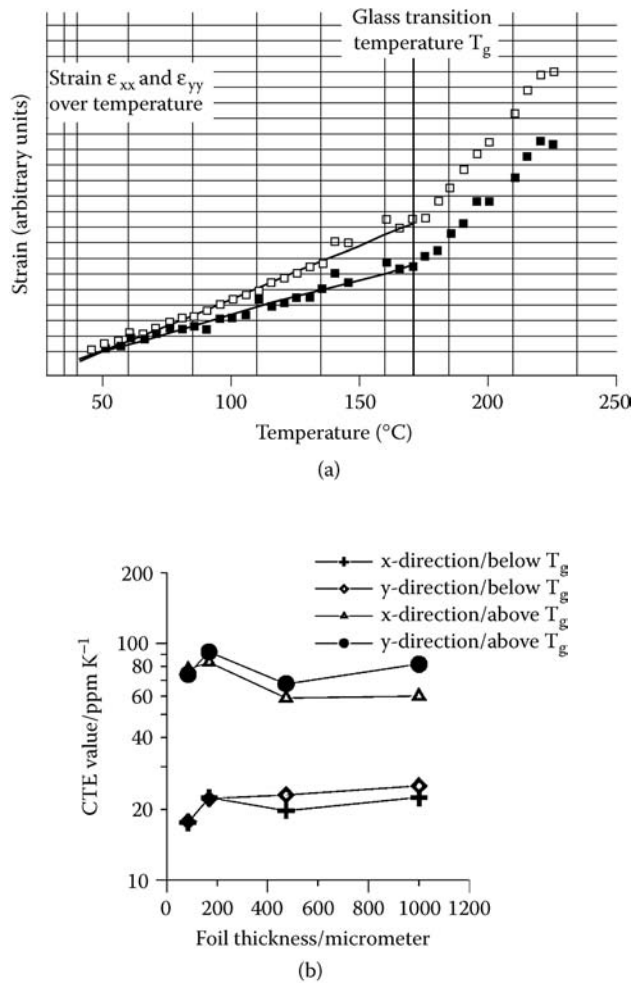 Glass transition
temperature Tg
Strain εxx and εyy
over temperature
Strain (arbitrary units)
50 100 150 200 250
Temperature (°C)
(a)
x-direction/below Tg
y-direction/below Tg
x-direction/above Tg
y-direction/above Tg
CTE value/ppm K⁻¹
200
100
80
60
40
20
10
0 200 400 600 800 1000 1200
Foil thickness/micrometer
(b)